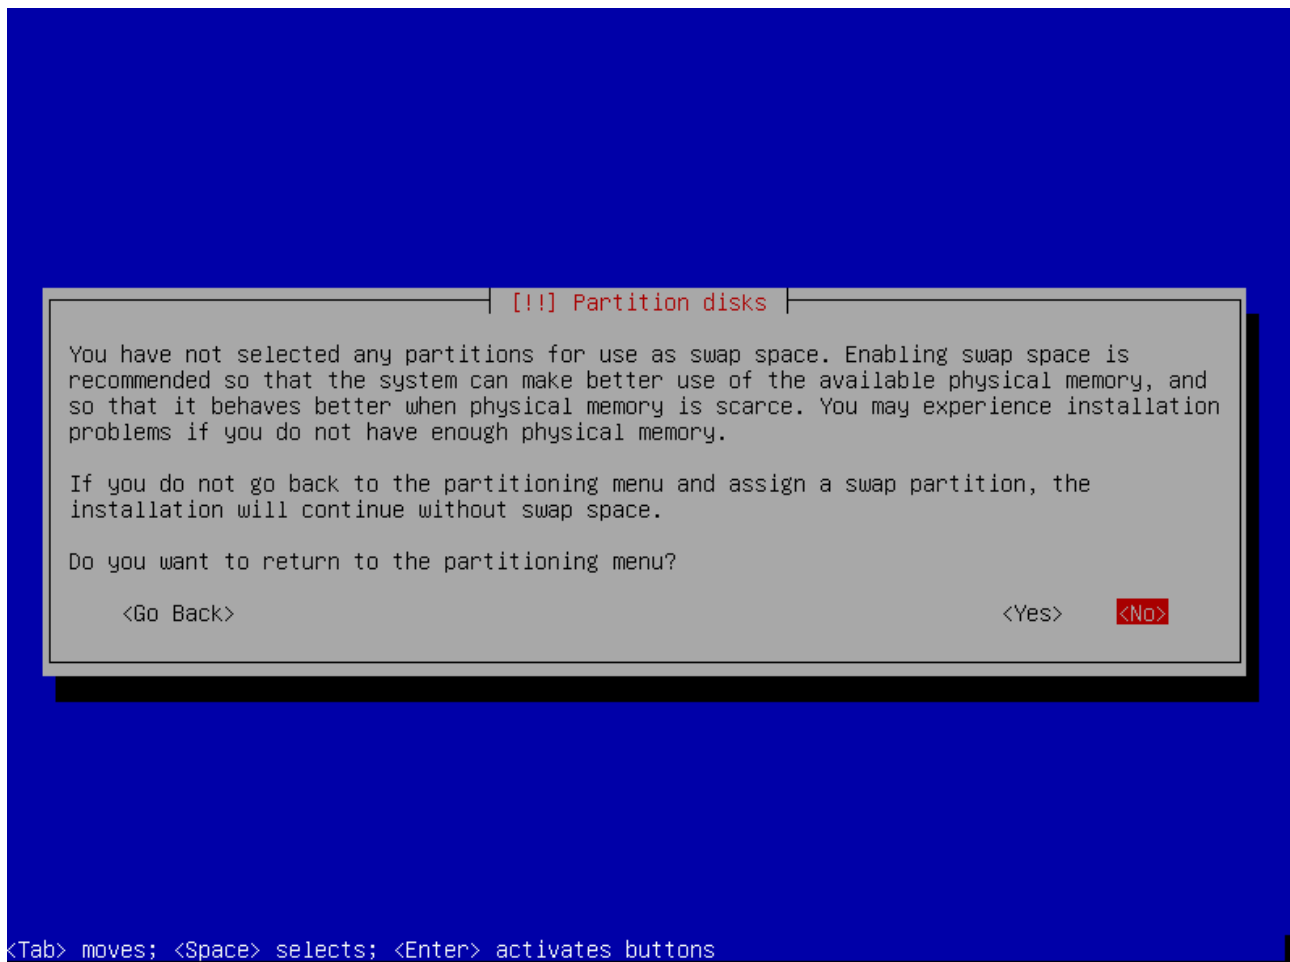 [!!] Partition disks
You have not selected any partitions for use as swap space. Enabling swap space is
recommended so that the system can make better use of the available physical memory, and
so that it behaves better when physical memory is scarce. You may experience installation
problems if you do not have enough physical memory.
If you do not go back to the partitioning menu and assign a swap partition, the
installation will continue without swap space.
Do you want to return to the partitioning menu?
<Go Back> <Yes> <No>
<Tab> moves; <Space> selects; <Enter> activates buttons